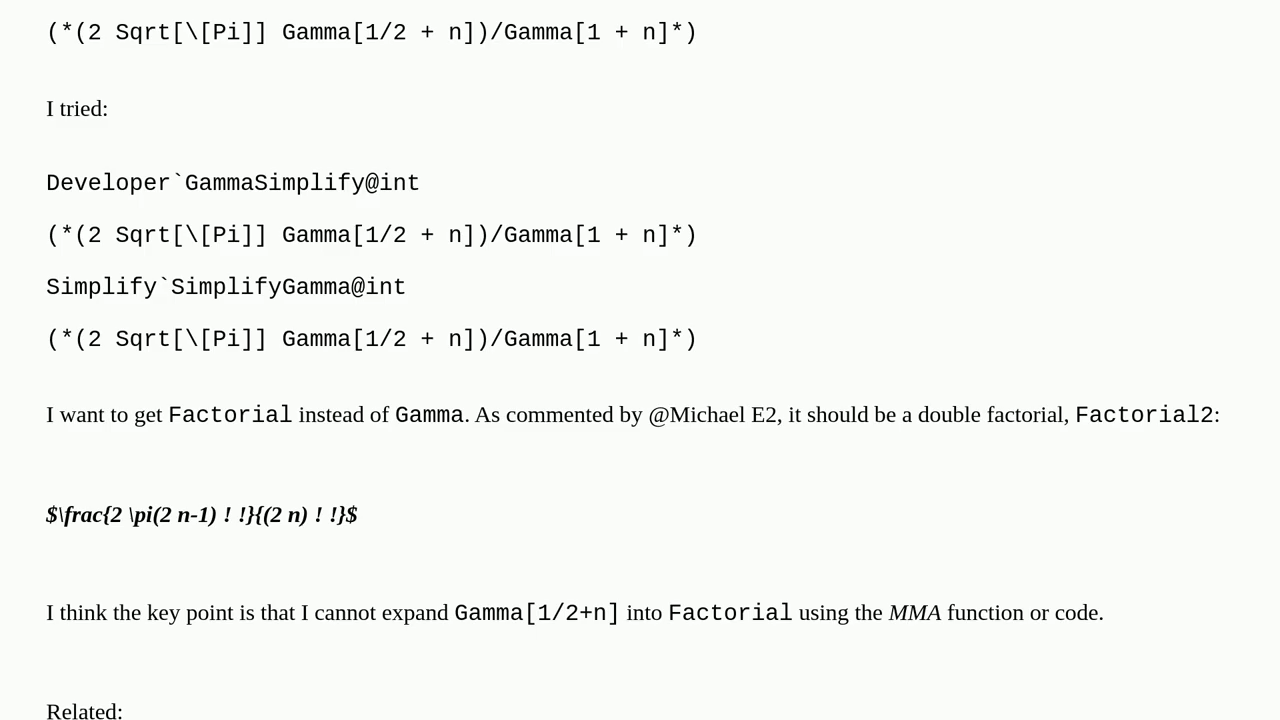 (*(2 Sqrt[\[Pi]] Gamma[1/2 + n])/Gamma[1 + n]*)
I tried:
Developer`GammaSimplify@int
(*(2 Sqrt[\[Pi]] Gamma[1/2 + n])/Gamma[1 + n]*)
Simplify`SimplifyGamma@int
(*(2 Sqrt[\[Pi]] Gamma[1/2 + n])/Gamma[1 + n]*)
I want to get Factorial instead of Gamma. As commented by @Michael E2, it should be a double factorial, Factorial2:
$\frac{2 \pi(2 n-1) ! !}{(2 n) ! !}$
I think the key point is that I cannot expand Gamma[1/2+n] into Factorial using the MMA function or code.
Related: